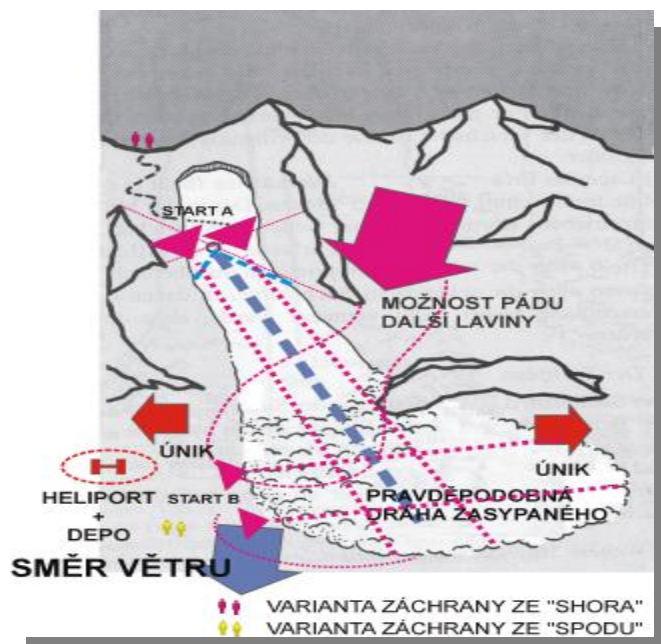 START A
MOŽNOST PÁDU
DALŠÍ LAVINY
ÚNIK
ÚNIK
HELIPORT
+
DEPO
START B
PRAVDĚPODOBNÁ
DRÁHA ZASYPANÉHO
SMĚR VĚTRU
VARIANTA ZÁCHRANY ZE "SHORA"
VARIANTA ZÁCHRANY ZE "SPODU"